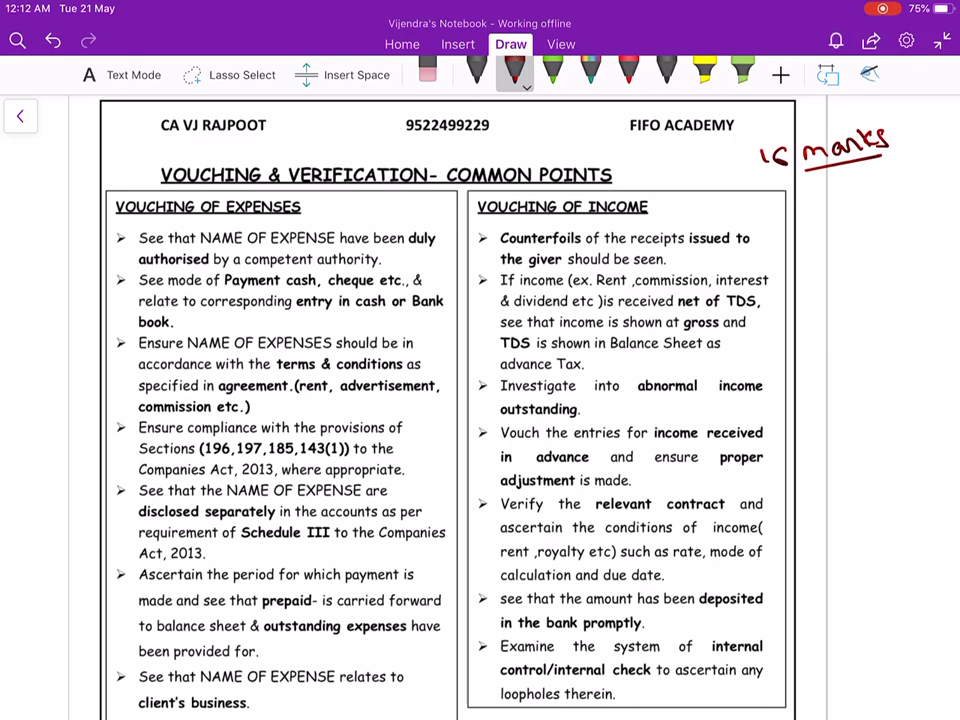 12:12 AM Tue 21 May
75%
Vijendra's Notebook - Working offline
Home Insert Draw View
A Text Mode Lasso Select Insert Space
CA VJ RAJPOOT 9522499229 FIFO ACADEMY
16 marks
VOUCHING & VERIFICATION- COMMON POINTS
VOUCHING OF EXPENSES
➢ See that NAME OF EXPENSE have been duly
authorised by a competent authority.
➢ See mode of Payment cash, cheque etc., &
relate to corresponding entry in cash or Bank
book.
➢ Ensure NAME OF EXPENSES should be in
accordance with the terms & conditions as
specified in agreement.(rent, advertisement,
commission etc.)
➢ Ensure compliance with the provisions of
Sections (196,197,185,143(1)) to the
Companies Act, 2013, where appropriate.
➢ See that the NAME OF EXPENSE are
disclosed separately in the accounts as per
requirement of Schedule III to the Companies
Act, 2013.
➢ Ascertain the period for which payment is
made and see that prepaid- is carried forward
to balance sheet & outstanding expenses have
been provided for.
➢ See that NAME OF EXPENSE relates to
client's business.
VOUCHING OF INCOME
➢ Counterfoils of the receipts issued to
the giver should be seen.
➢ If income (ex. Rent ,commission, interest
& dividend etc )is received net of TDS,
see that income is shown at gross and
TDS is shown in Balance Sheet as
advance Tax.
➢ Investigate into abnormal income
outstanding.
➢ Vouch the entries for income received
in advance and ensure proper
adjustment is made.
➢ Verify the relevant contract and
ascertain the conditions of income(
rent ,royalty etc) such as rate, mode of
calculation and due date.
➢ see that the amount has been deposited
in the bank promptly.
➢ Examine the system of internal
control/internal check to ascertain any
loopholes therein.